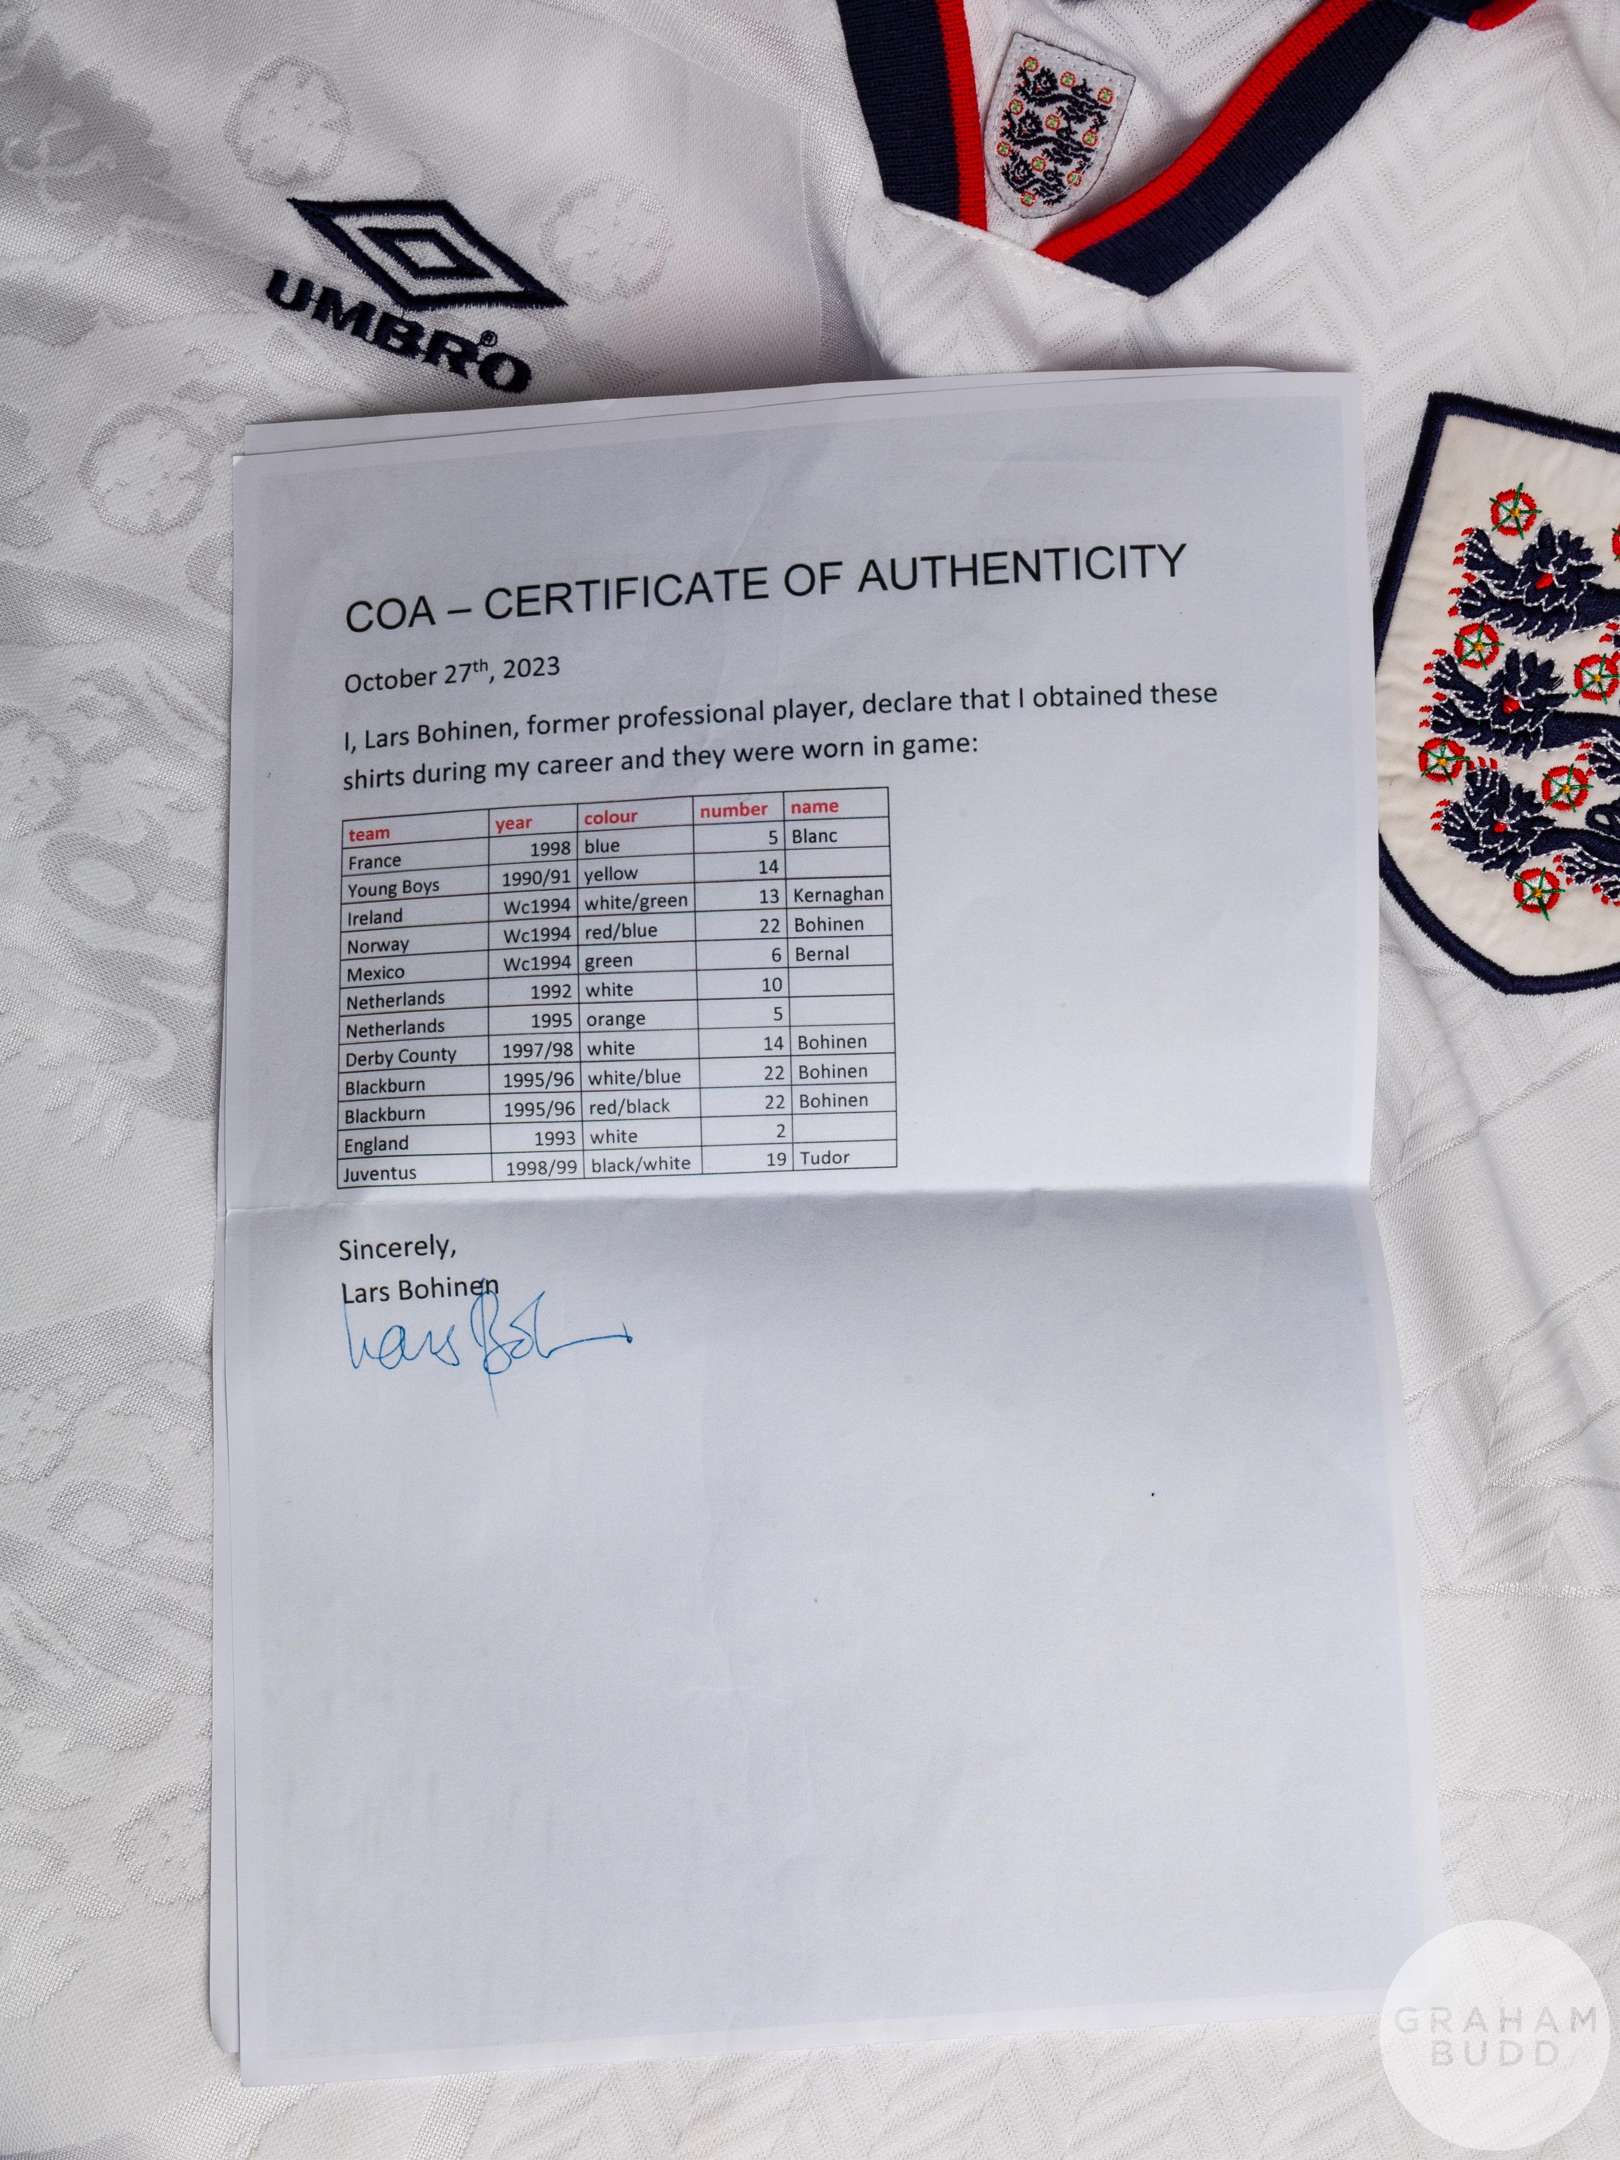 UMBRO®
COA – CERTIFICATE OF AUTHENTICITY
October 27th, 2023
I, Lars Bohinen, former professional player, declare that I obtained these
shirts during my career and they were worn in game:
team year colour number name
France 1998 blue 5 Blanc
Young Boys 1990/91 yellow 14
Ireland Wc1994 white/green 13 Kernaghan
Norway Wc1994 red/blue 22 Bohinen
Mexico Wc1994 green 6 Bernal
Netherlands 1992 white 10
Netherlands 1995 orange 5
Derby County 1997/98 white 14 Bohinen
Blackburn 1995/96 white/blue 22 Bohinen
Blackburn 1995/96 red/black 22 Bohinen
England 1993 white 2
Juventus 1998/99 black/white 19 Tudor
Sincerely,
Lars Bohinen
GRAHAM
BUDD